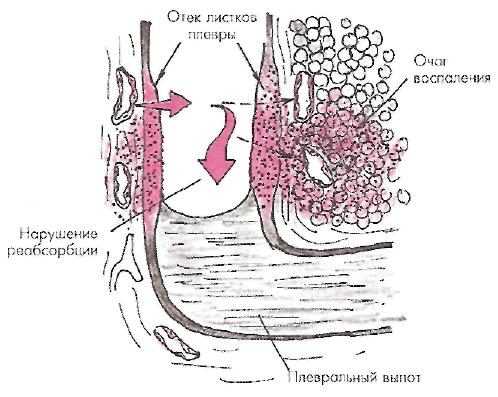 Отек листков
плевры
Очаг
воспаления
Нарушение
реабсорбции
Плевральный выпот